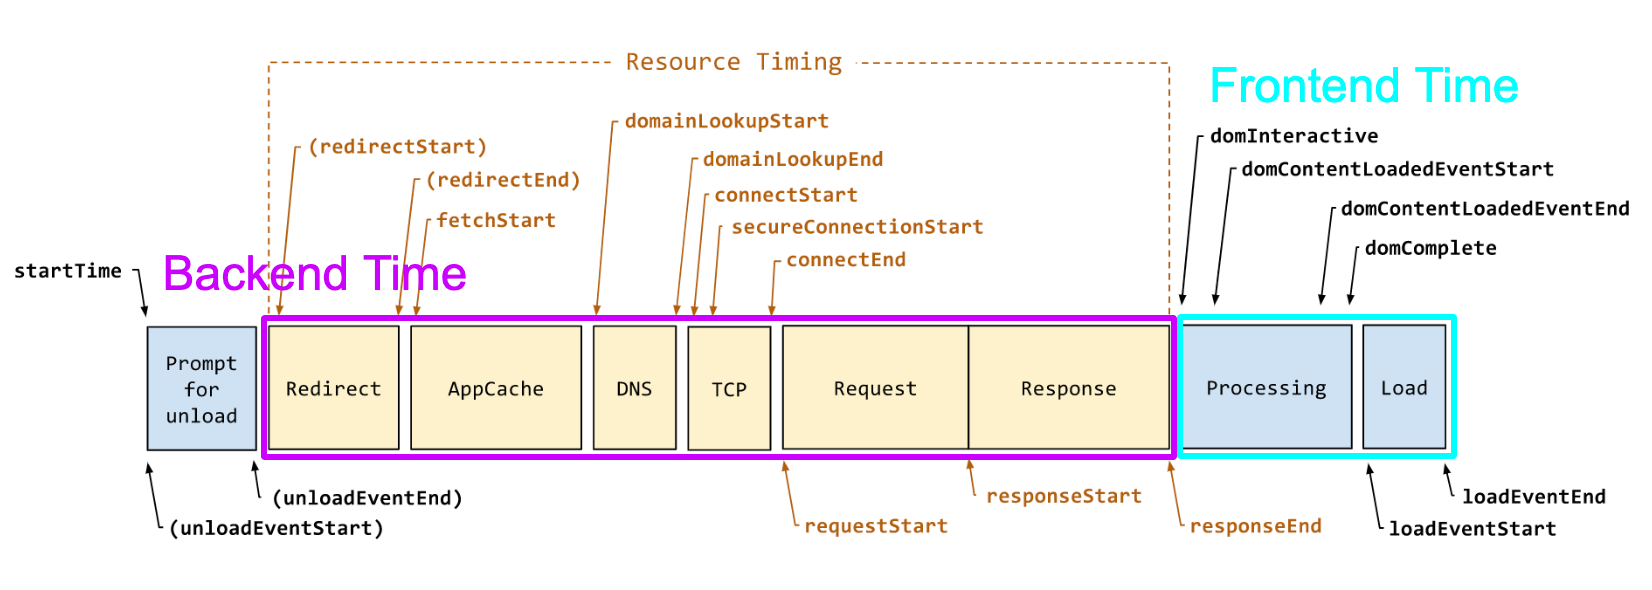 Resource Timing
Frontend Time
domainLookupStart
domInteractive
(redirectStart)
domainLookupEnd
domContentLoadedEventStart
(redirectEnd)
connectStart
domContentLoadedEventEnd
fetchStart
secureConnectionStart
domComplete
connectEnd
startTime
Backend Time
Prompt
for
unload
Redirect
AppCache
DNS
TCP
Request
Response
Processing
Load
(unloadEventEnd)
responseStart
loadEventEnd
(unloadEventStart)
requestStart
responseEnd
loadEventStart